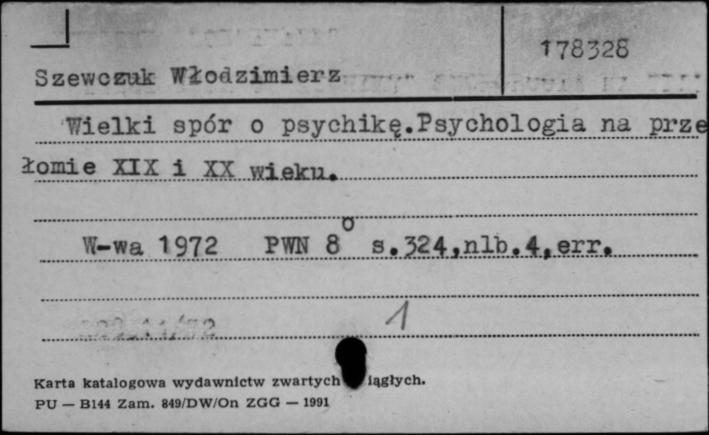 178328
Szewczuk Włodzimierz
Wielki spór o psychikę.Psychologia na prze
łomie XIX i XX wieku.
W-wa 1972 PWN 8° s.324,nlb.4,err.
1
Karta katalogowa wydawnictw zwartych iągłych.
PU — B144 Zam. 849/DW/On ZGG — 1991